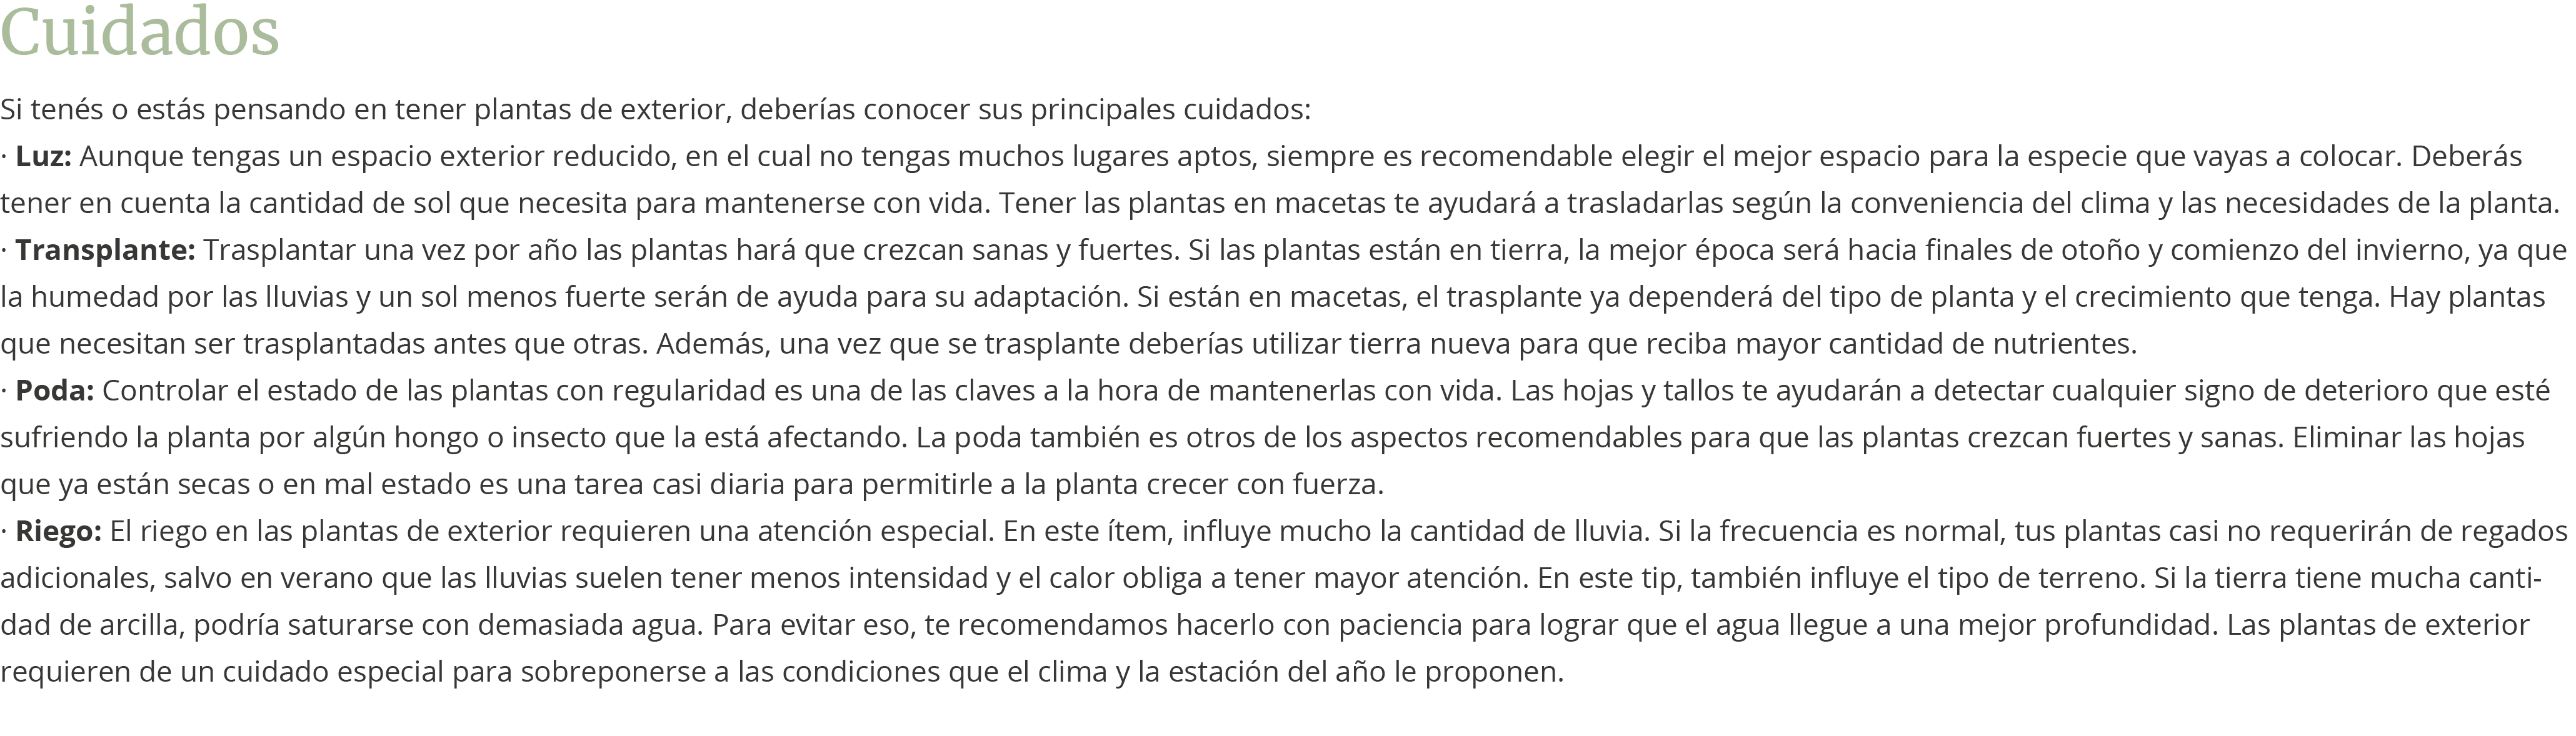 Cuidados
Si tenés o estás pensando en tener plantas de exterior, deberías conocer sus principales cuidados:
· Luz: Aunque tengas un espacio exterior reducido, en el cual no tengas muchos lugares aptos, siempre es recomendable elegir el mejor espacio para la especie que vayas a colocar. Deberás
tener en cuenta la cantidad de sol que necesita para mantenerse con vida. Tener las plantas en macetas te ayudará a trasladarlas según la conveniencia del clima y las necesidades de la planta.
· Transplante: Trasplantar una vez por año las plantas hará que crezcan sanas y fuertes. Si las plantas están en tierra, la mejor época será hacia finales de otoño y comienzo del invierno, ya que
la humedad por las lluvias y un sol menos fuerte serán de ayuda para su adaptación. Si están en macetas, el trasplante ya dependerá del tipo de planta y el crecimiento que tenga. Hay plantas
que necesitan ser trasplantadas antes que otras. Además, una vez que se trasplante deberías utilizar tierra nueva para que reciba mayor cantidad de nutrientes.
· Poda: Controlar el estado de las plantas con regularidad es una de las claves a la hora de mantenerlas con vida. Las hojas y tallos te ayudarán a detectar cualquier signo de deterioro que esté
sufriendo la planta por algún hongo o insecto que la está afectando. La poda también es otros de los aspectos recomendables para que las plantas crezcan fuertes y sanas. Eliminar las hojas
que ya están secas o en mal estado es una tarea casi diaria para permitirle a la planta crecer con fuerza.
· Riego: El riego en las plantas de exterior requieren una atención especial. En este ítem, influye mucho la cantidad de lluvia. Si la frecuencia es normal, tus plantas casi no requerirán de regados
adicionales, salvo en verano que las lluvias suelen tener menos intensidad y el calor obliga a tener mayor atención. En este tip, también influye el tipo de terreno. Si la tierra tiene mucha canti-
dad de arcilla, podría saturarse con demasiada agua. Para evitar eso, te recomendamos hacerlo con paciencia para lograr que el agua llegue a una mejor profundidad. Las plantas de exterior
requieren de un cuidado especial para sobreponerse a las condiciones que el clima y la estación del año le proponen.